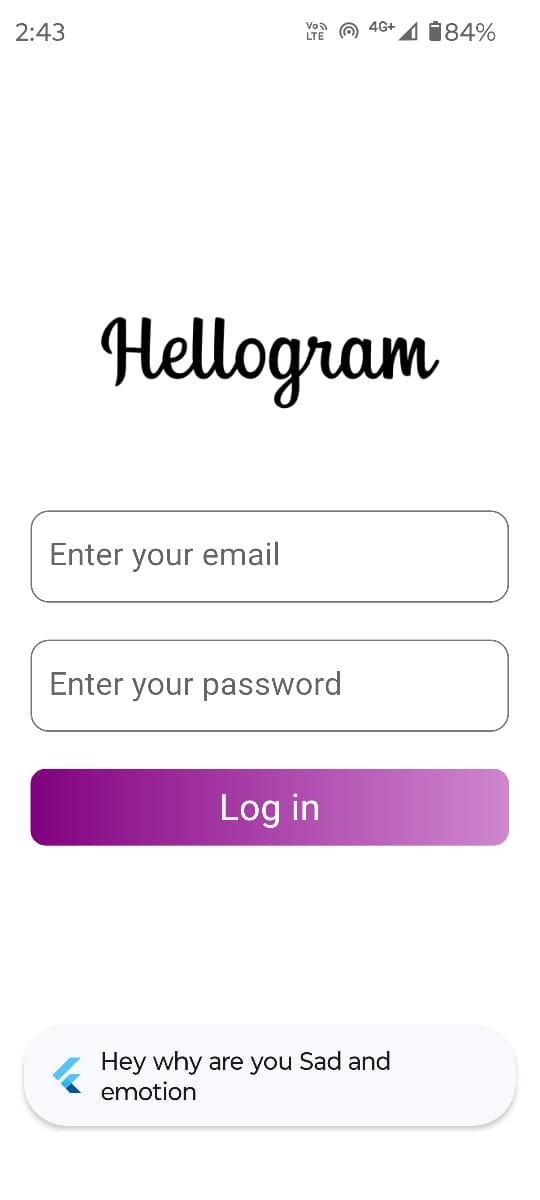 2:43
Vo LTE 4G+ 84%
Hellogram
Enter your email
Enter your password
Log in
Hey why are you Sad and
emotion